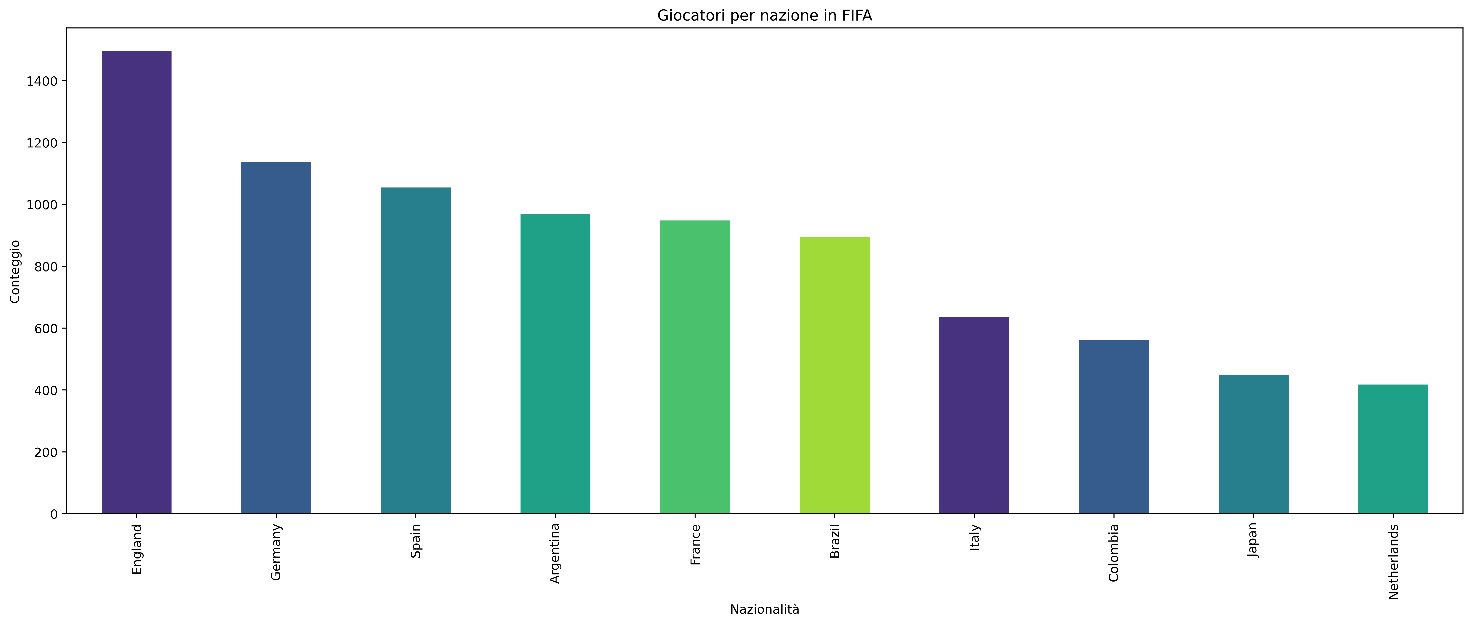 Giocatori per nazione in FIFA
Conteggio
1400
1200
1000
800
600
400
200
0
England
Germany
Spain
Argentina
France
Brazil
Italy
Colombia
Japan
Netherlands
Nazionalità